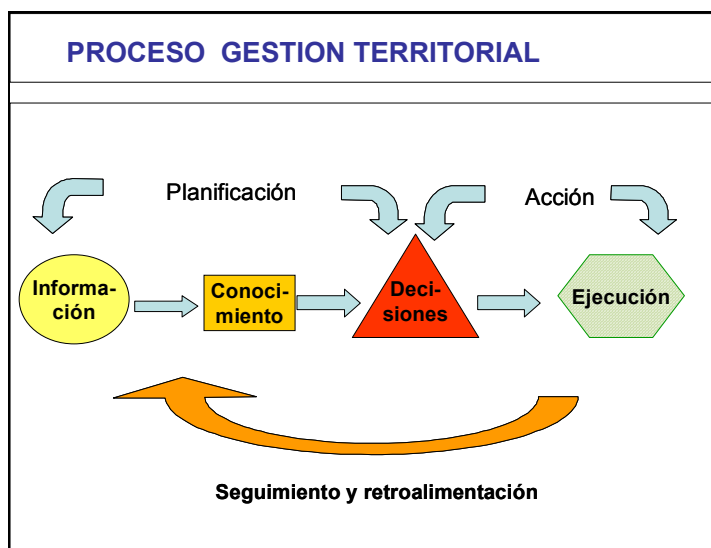 PROCESO GESTION TERRITORIAL
Planificación
Acción
Informa-
ción
Conoci-
miento
Deci-
siones
Ejecución
Seguimiento y retroalimentación